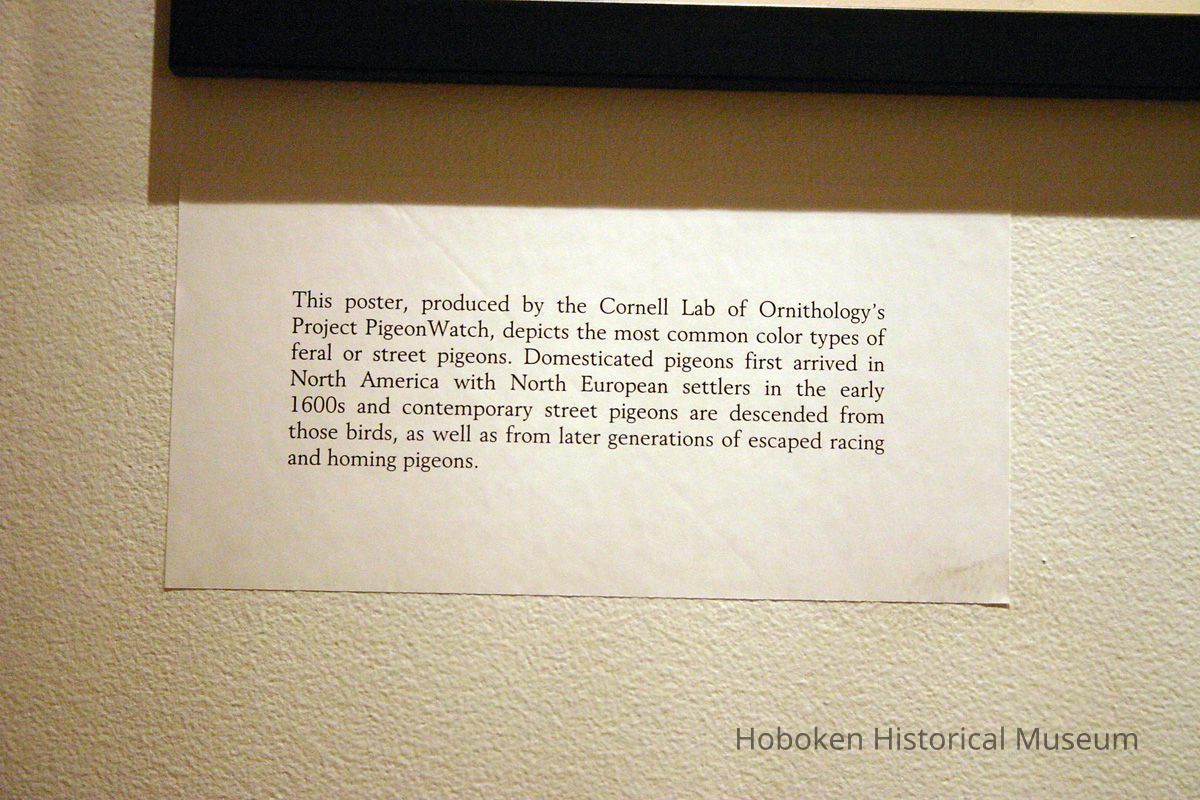 This poster, produced by the Cornell Lab of Ornithology's
Project PigeonWatch, depicts the most common color types of
feral or street pigeons. Domesticated pigeons first arrived in
North America with North European settlers in the early
1600s and contemporary street pigeons are descended from
those birds, as well as from later generations of escaped racing
and homing pigeons.
Hoboken Historical Museum